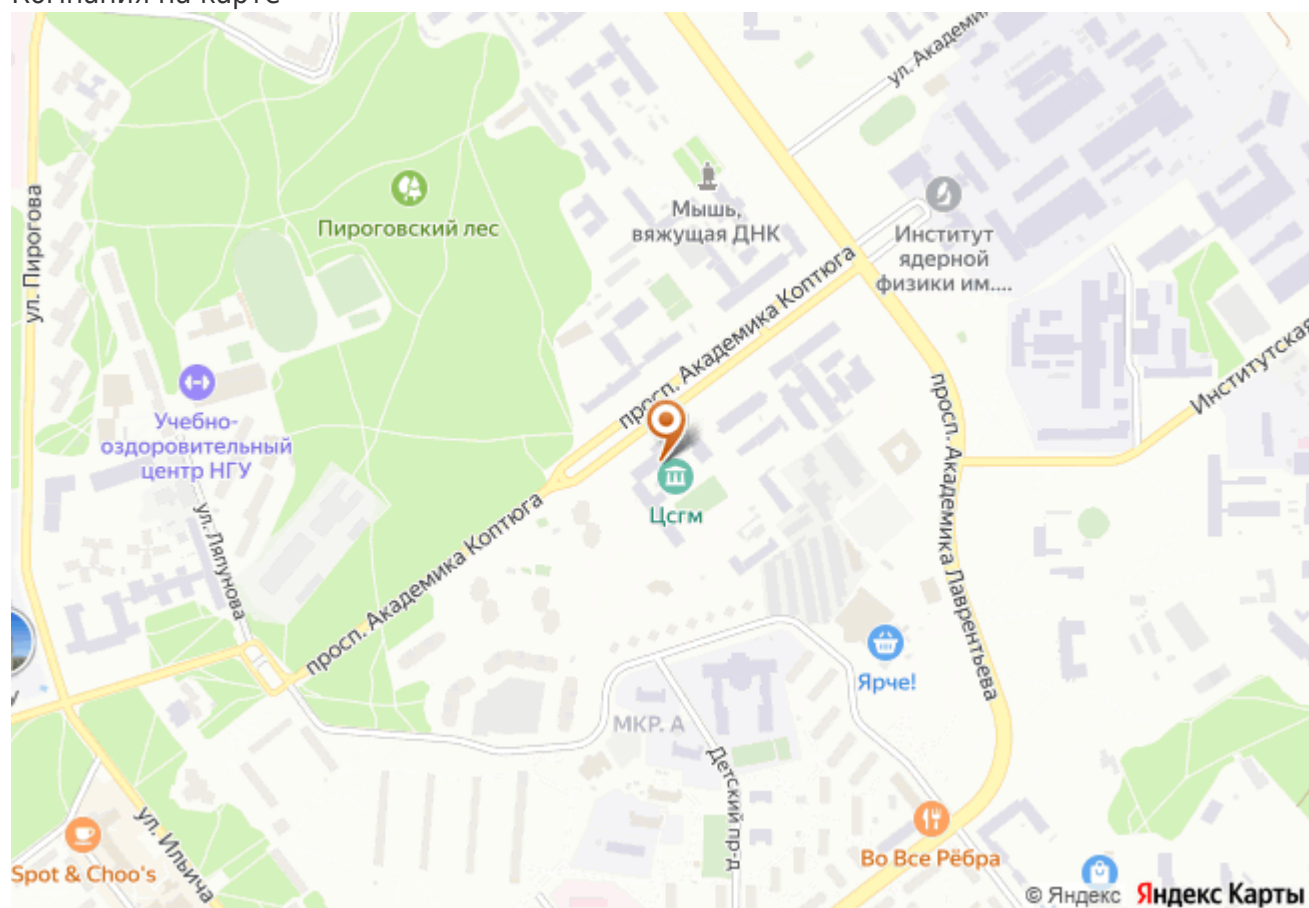 Компания на карте
ул. Академи
ул. Пирогова
Пироговский лес
Мышь,
вяжущая ДНК
Институт
ядерной
физики им....
просп. Академика Коптюга
Институтская
Учебно-
оздоровительный
центр НГУ
просп. Академика Лаврентьева
Цсгм
ул. Ляпунова
просп. Академика Коптюга
Ярче!
МКР. А
Детский пр-д
ул. Ильича
Spot & Choo's
Во Все Рёбра
© Яндекс Яндекс Карты